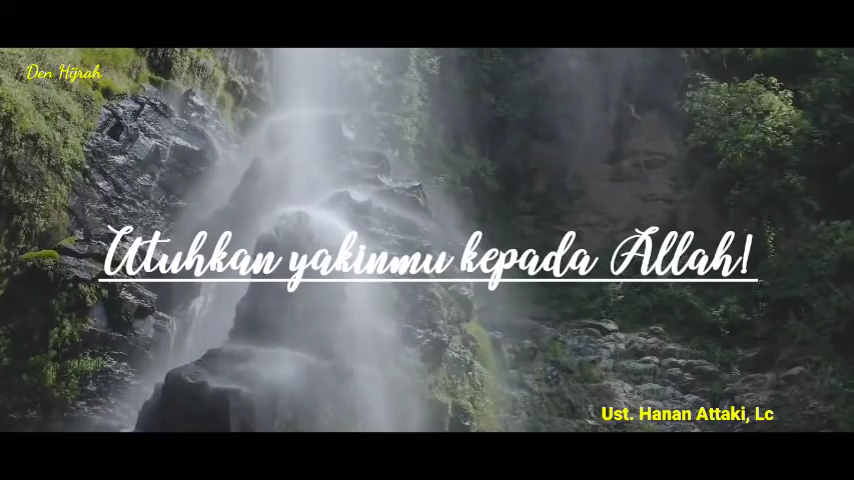 Den Hijrah
Utuhkan yakinmu kepada Allah!
Ust. Hanan Attaki, Lc